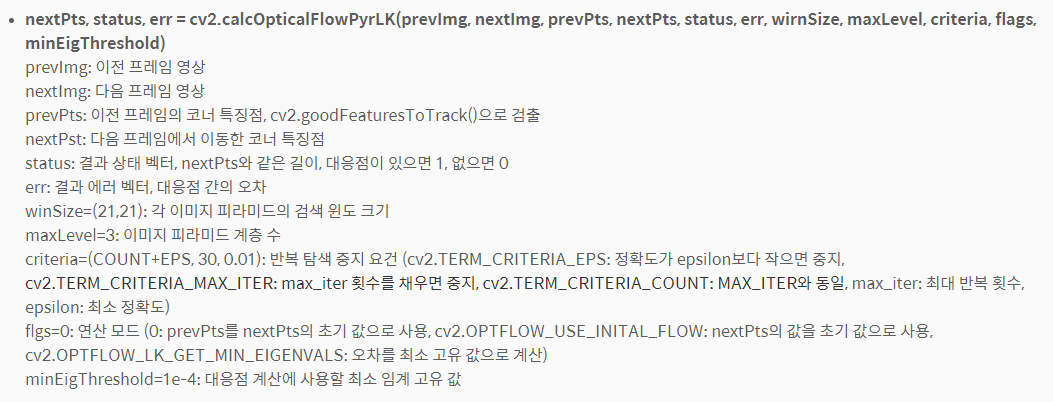 • nextPts, status, err = cv2.calcOpticalFlowPyrLK(prevImg, nextImg, prevPts, nextPts, status, err, wirnSize, maxLevel, criteria, flags,
minEigThreshold)
prevImg: 이전 프레임 영상
nextImg: 다음 프레임 영상
prevPts: 이전 프레임의 코너 특징점, cv2.goodFeaturesToTrack()으로 검출
nextPst: 다음 프레임에서 이동한 코너 특징점
status: 결과 상태 벡터, nextPts와 같은 길이, 대응점이 있으면 1, 없으면 0
err: 결과 에러 벡터, 대응점 간의 오차
winSize=(21,21): 각 이미지 피라미드의 검색 윈도 크기
maxLevel=3: 이미지 피라미드 계층 수
criteria=(COUNT+EPS, 30, 0.01): 반복 탐색 중지 요건 (cv2.TERM_CRITERIA_EPS: 정확도가 epsilon보다 작으면 중지,
cv2.TERM_CRITERIA_MAX_ITER: max_iter 횟수를 채우면 중지, cv2.TERM_CRITERIA_COUNT: MAX_ITER와 동일, max_iter: 최대 반복 횟수,
epsilon: 최소 정확도)
flgs=0: 연산 모드 (0: prevPts를 nextPts의 초기 값으로 사용, cv2.OPTFLOW_USE_INITAL_FLOW: nextPts의 값을 초기 값으로 사용,
cv2.OPTFLOW_LK_GET_MIN_EIGENVALS: 오차를 최소 고유 값으로 계산)
minEigThreshold=1e-4: 대응점 계산에 사용할 최소 임계 고유 값